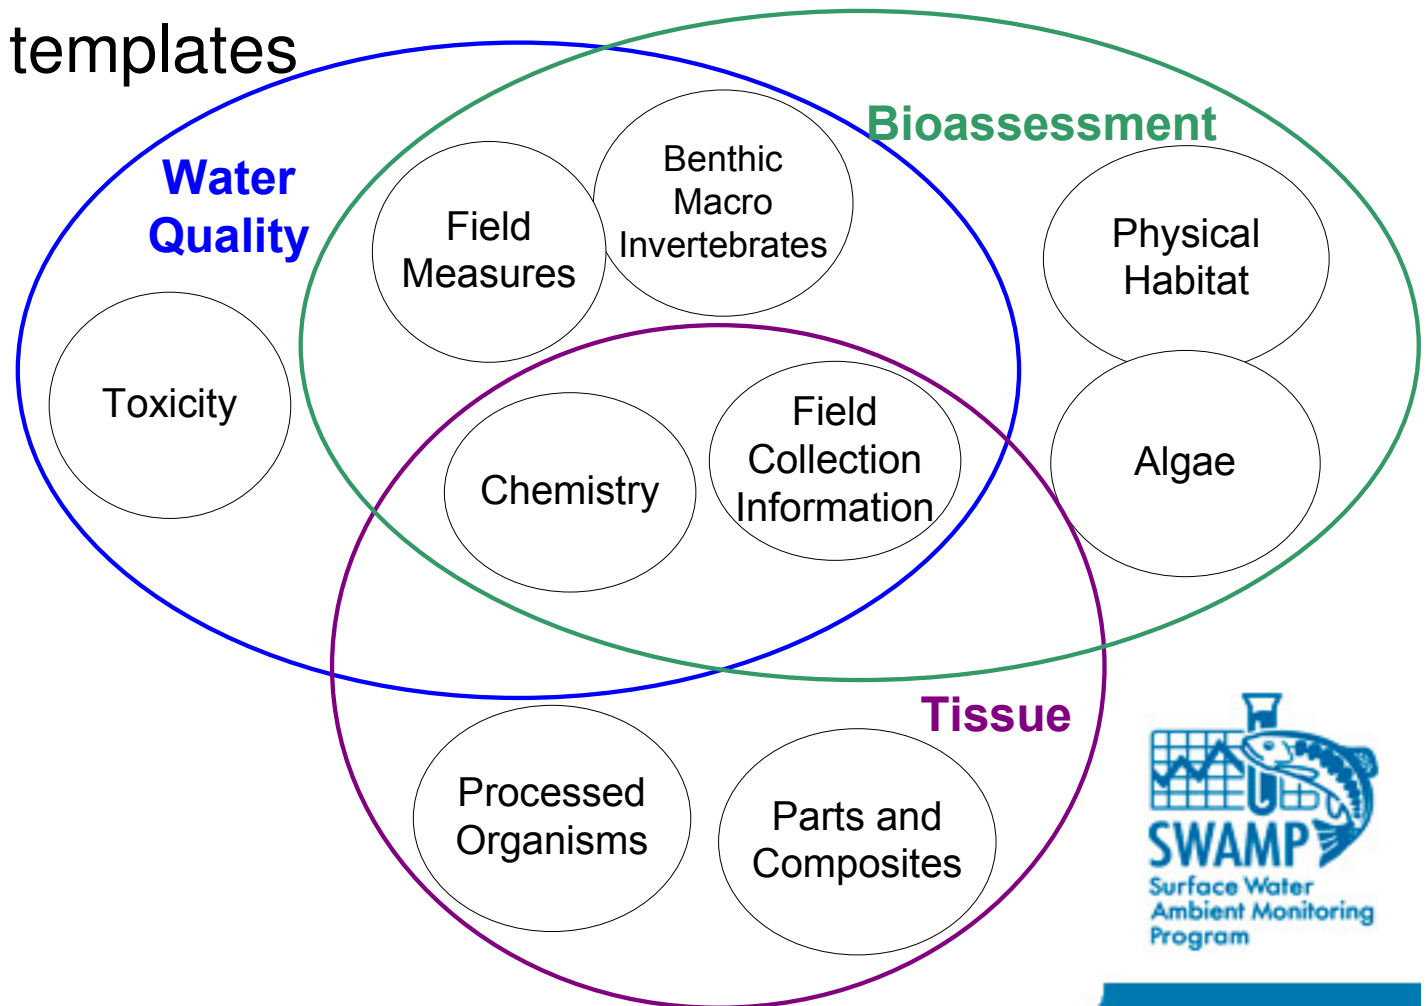 templates
Water
Quality
Bioassessment
Field
Measures
Benthic
Macro
Invertebrates
Physical
Habitat
Toxicity
Chemistry
Field
Collection
Information
Algae
Tissue
Processed
Organisms
Parts and
Composites
SWAMP
Surface Water
Ambient Monitoring
Program